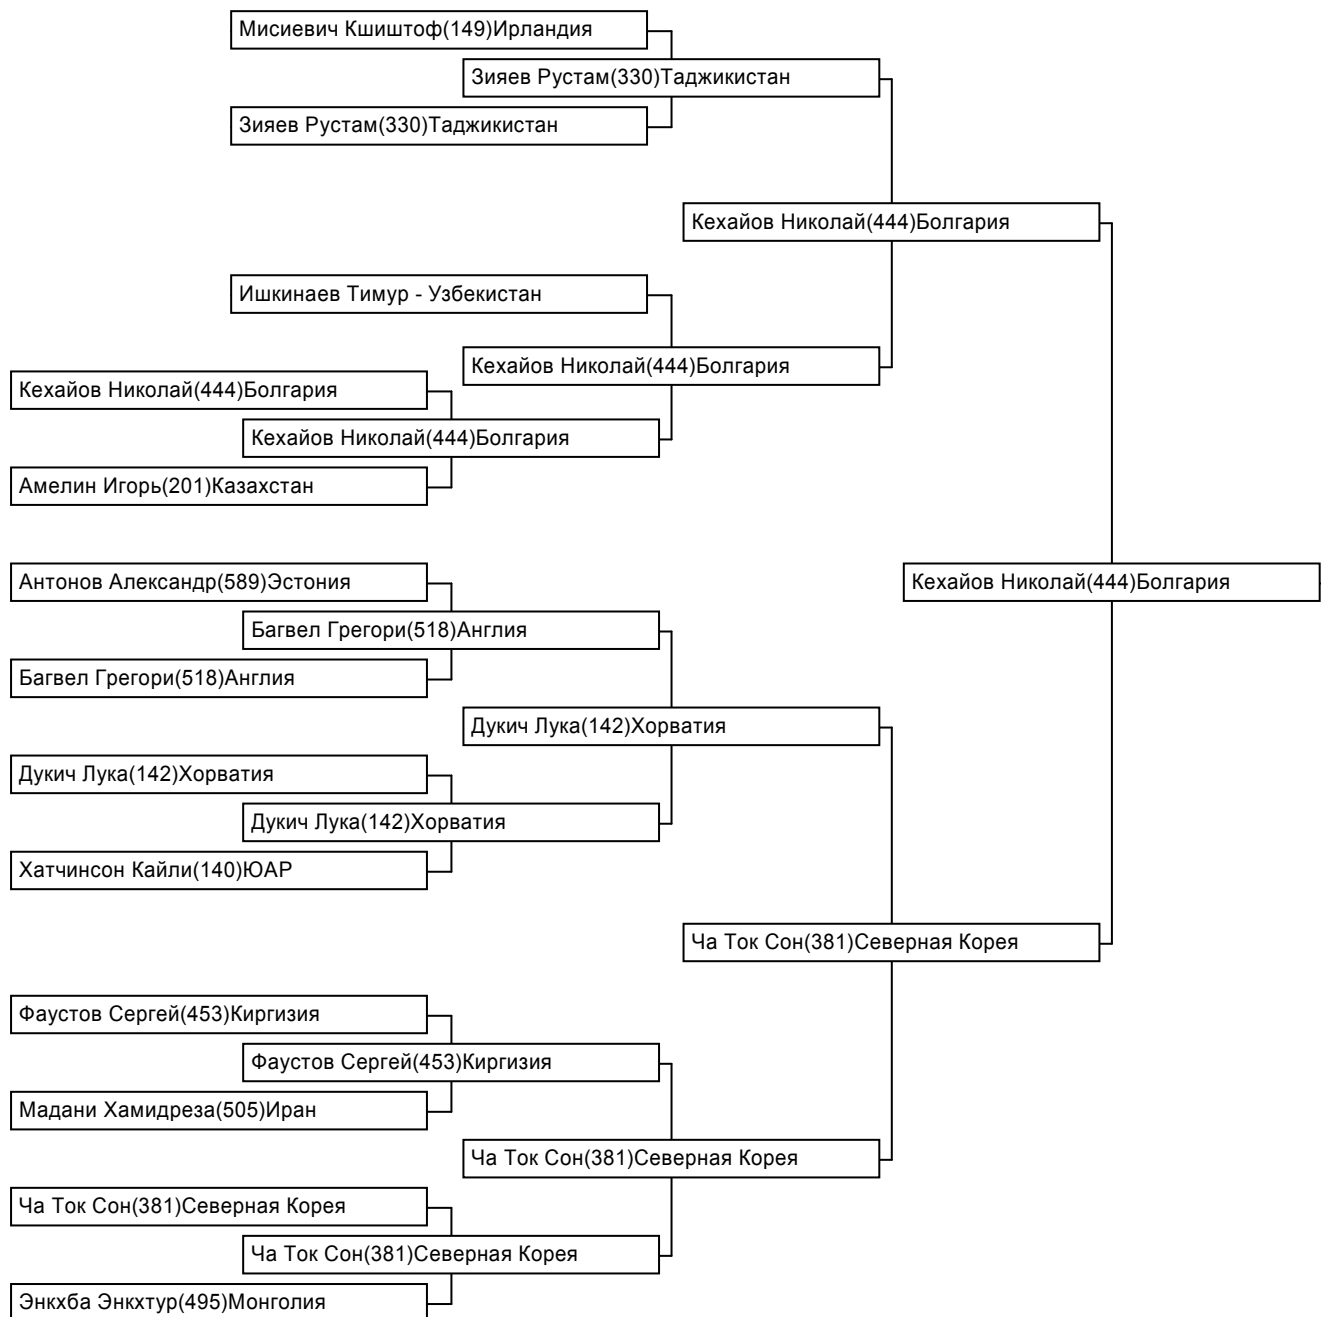 Мисиевич Кшиштоф(149)Ирландия
Зияев Рустам(330)Таджикистан
Зияев Рустам(330)Таджикистан
Кехайов Николай(444)Болгария
Ишкинаев Тимур - Узбекистан
Кехайов Николай(444)Болгария
Кехайов Николай(444)Болгария
Кехайов Николай(444)Болгария
Амелин Игорь(201)Казахстан
Антонов Александр(589)Эстония
Кехайов Николай(444)Болгария
Багвел Грегори(518)Англия
Багвел Грегори(518)Англия
Дукич Лука(142)Хорватия
Дукич Лука(142)Хорватия
Дукич Лука(142)Хорватия
Хатчинсон Кайли(140)ЮАР
Ча Ток Сон(381)Северная Корея
Фаустов Сергей(453)Киргизия
Фаустов Сергей(453)Киргизия
Мадани Хамидреза(505)Иран
Ча Ток Сон(381)Северная Корея
Ча Ток Сон(381)Северная Корея
Ча Ток Сон(381)Северная Корея
Энкхба Энкхтур(495)Монголия